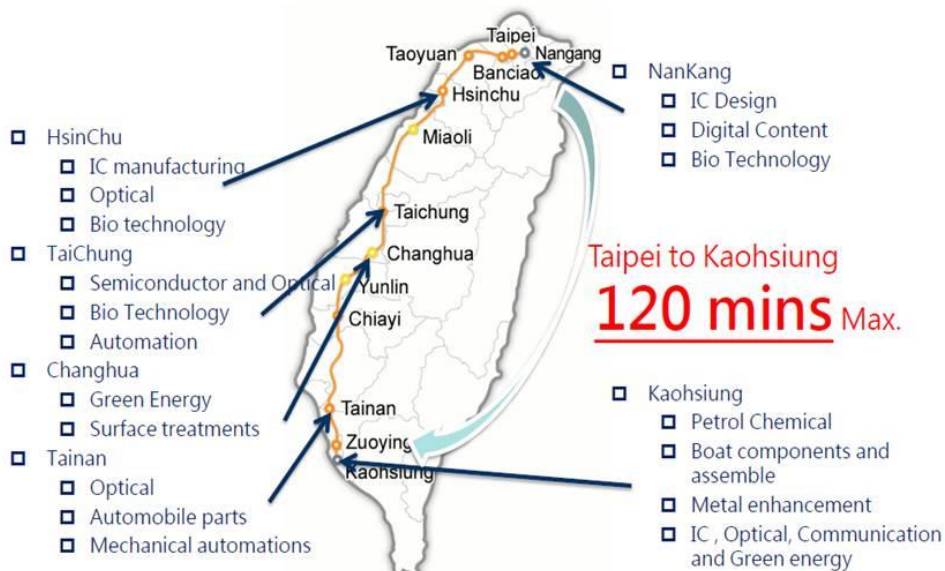 Taipei
Taoyuan
Nangang
Banciao
Hsinchu
Miaoli
Taichung
Changhua
Yunlin
Chiayi
Tainan
Zuoying
Kaohsiung
HsinChu
IC manufacturing
Optical
Bio technology
TaiChung
Semiconductor and Optical
Bio Technology
Automation
Changhua
Green Energy
Surface treatments
Tainan
Optical
Automobile parts
Mechanical automations
NanKang
IC Design
Digital Content
Bio Technology
Taipei to Kaohsiung
120 mins Max.
Kaohsiung
Petrol Chemical
Boat components and
assemble
Metal enhancement
IC , Optical, Communication
and Green energy